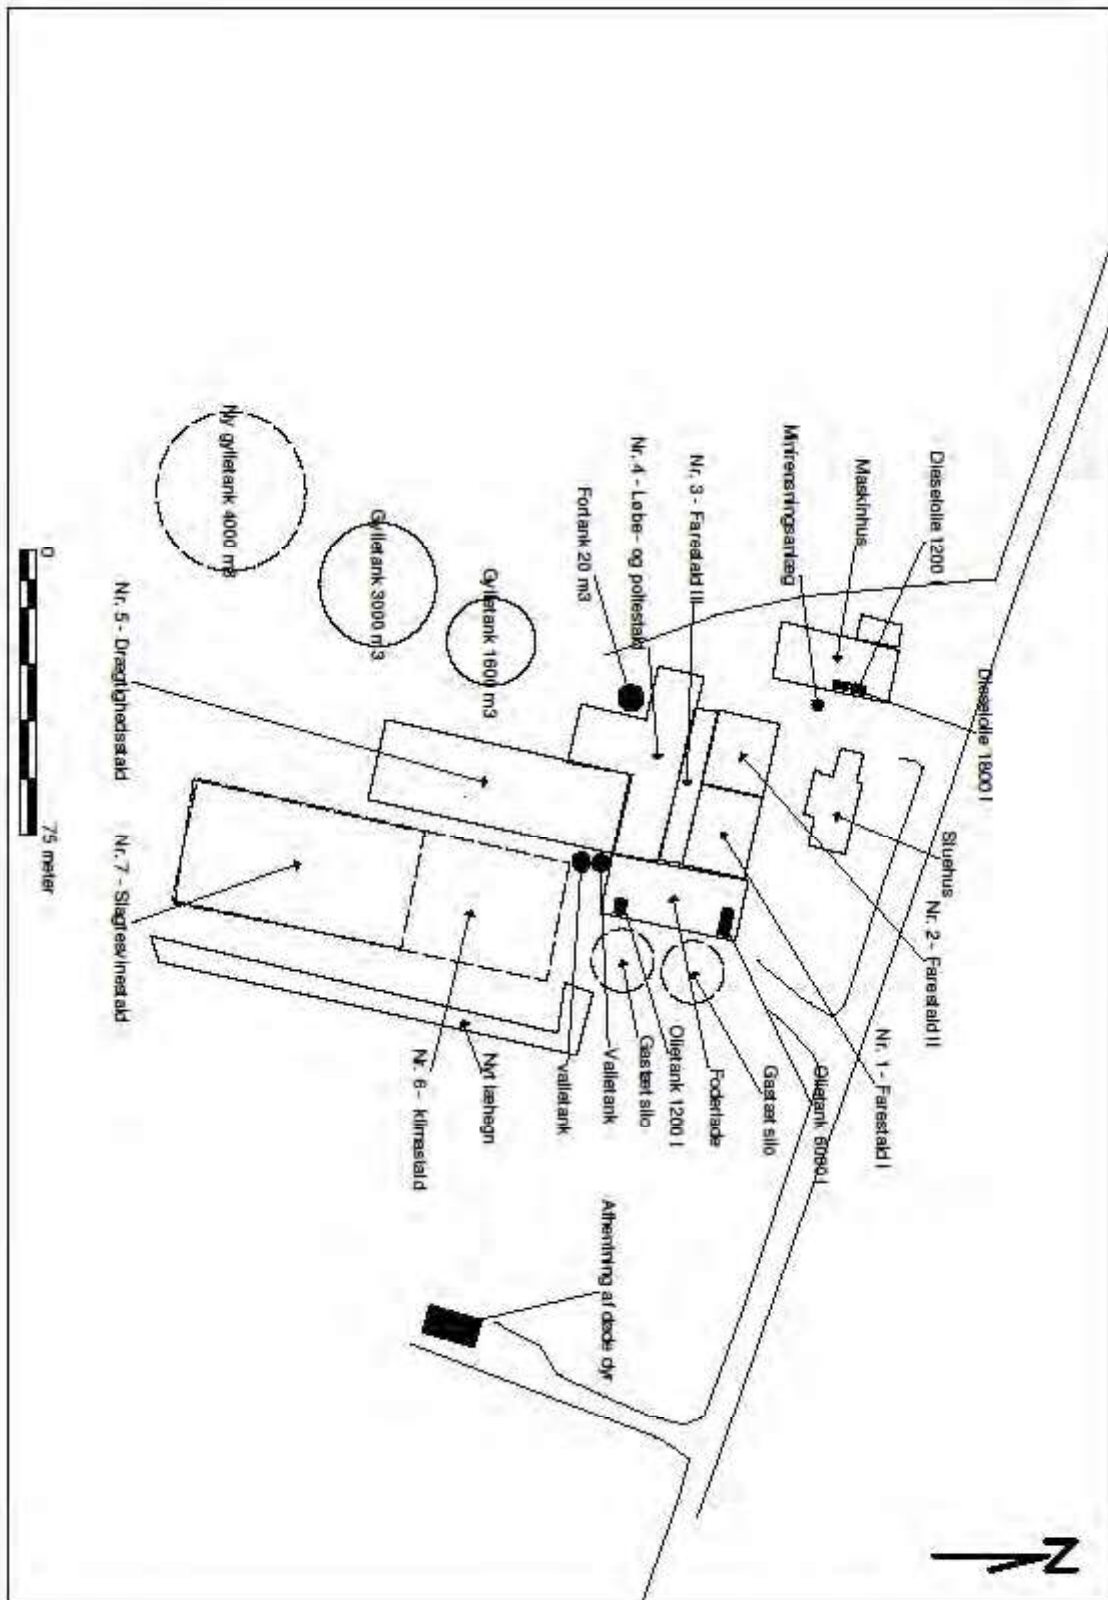 Dieselolie 1800 l
Dieselolie 1200 l
Maskinhus
Minirensningsanlæg
Stuehus
Nr. 2 - Farestald II
Nr. 1 - Farestald I
Nr. 3 - Farestald III
Nr. 4 - Løbe- og poltestald
Fortank 20 m3
Olietank 6000 l
Gastæt silo
Foderlade
Olietank 1200 l
Gastæt silo
Valletank
valletank
Gylletank 1600 m3
Gylletank 3000 m3
Ny gylletank 4000 m3
Nyt læhegn
Nr. 6 - klimastald
Afhentning af døde dyr
Nr. 5 - Drægtighedsstald
Nr. 7 - Slagtesvinestald
0
75 meter
N